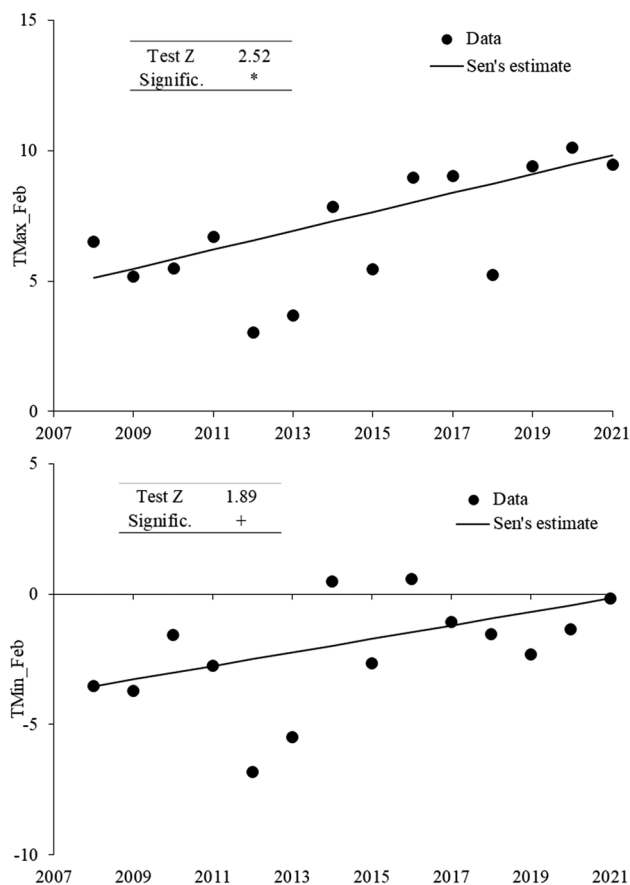 15
Test Z 2.52
Signific. *
Data
Sen's estimate
10
TMax_Feb
5
0
2007 2009 2011 2013 2015 2017 2019 2021
5
Test Z 1.89
Signific. +
Data
Sen's estimate
0
TMin_Feb
-5
-10
2007 2009 2011 2013 2015 2017 2019 2021